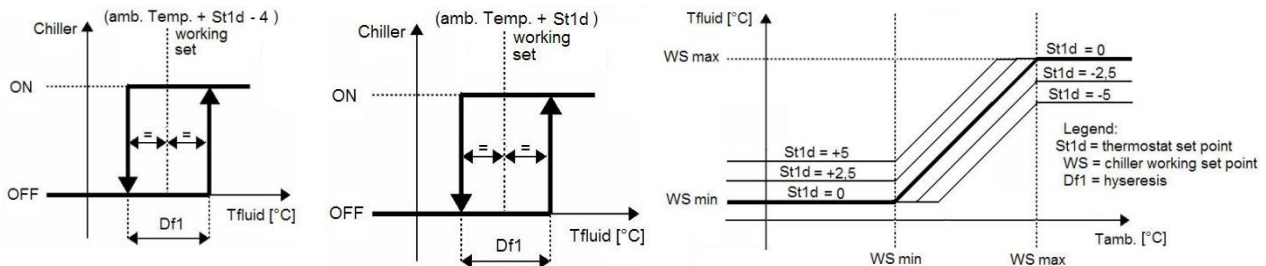 (amb. Temp. + St1d - 4 )
Chiller
working
set
ON
= =
OFF
Tfluid [°C]
Df1
(amb. Temp. + St1d )
Chiller
working
set
ON
= =
OFF
Tfluid [°C]
Df1
Tfluid [°C]
WS max
St1d = 0
St1d = -2,5
St1d = -5
Legend:
St1d = thermostat set point
WS = chiller working set point
Df1 = hyseresis
St1d = +5
St1d = +2,5
WS min
St1d = 0
Tamb. [°C]
WS min
WS max